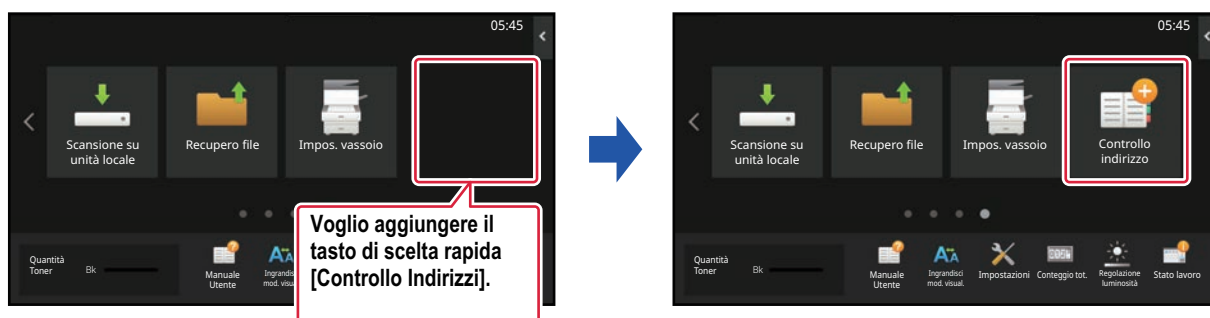 05:45
Scansione su
unità locale
Recupero file
Impos. vassoio
Voglio aggiungere il
tasto di scelta rapida
[Controllo Indirizzi].
Quantità
Toner
Bk
Manuale
Utente
Ingrandis
mod. visua
05:45
Scansione su
unità locale
Recupero file
Impos. vassoio
Controllo
indirizzo
Quantità
Toner
Bk
Manuale
Utente
Ingrandisci
mod. visual.
Impostazioni
Conteggio tot.
Regolazione
luminosità
Stato lavoro